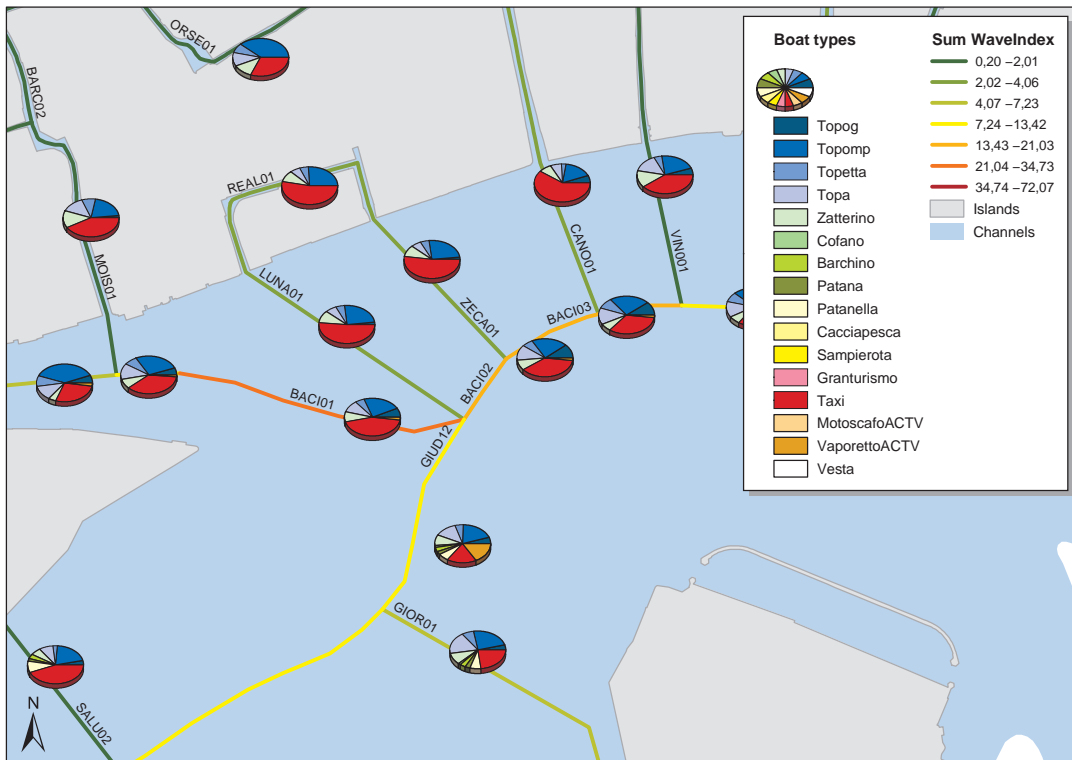 ORSE01
BARC02
REAL01
MOIS01
LUNA01
ZECA01
CANO01
VIN001
BACI03
BACI02
BACI01
GIUD12
GIOR01
SALU02
N
Boat types
Topog
Topomp
Topetta
Topa
Zatterino
Cofano
Barchino
Patana
Patanella
Cacciapesca
Sampierota
Granturismo
Taxi
MotoscafoACTV
VaporettoACTV
Vesta
Sum WaveIndex
0,20 –2,01
2,02 –4,06
4,07 –7,23
7,24 –13,42
13,43 –21,03
21,04 –34,73
34,74 –72,07
Islands
Channels